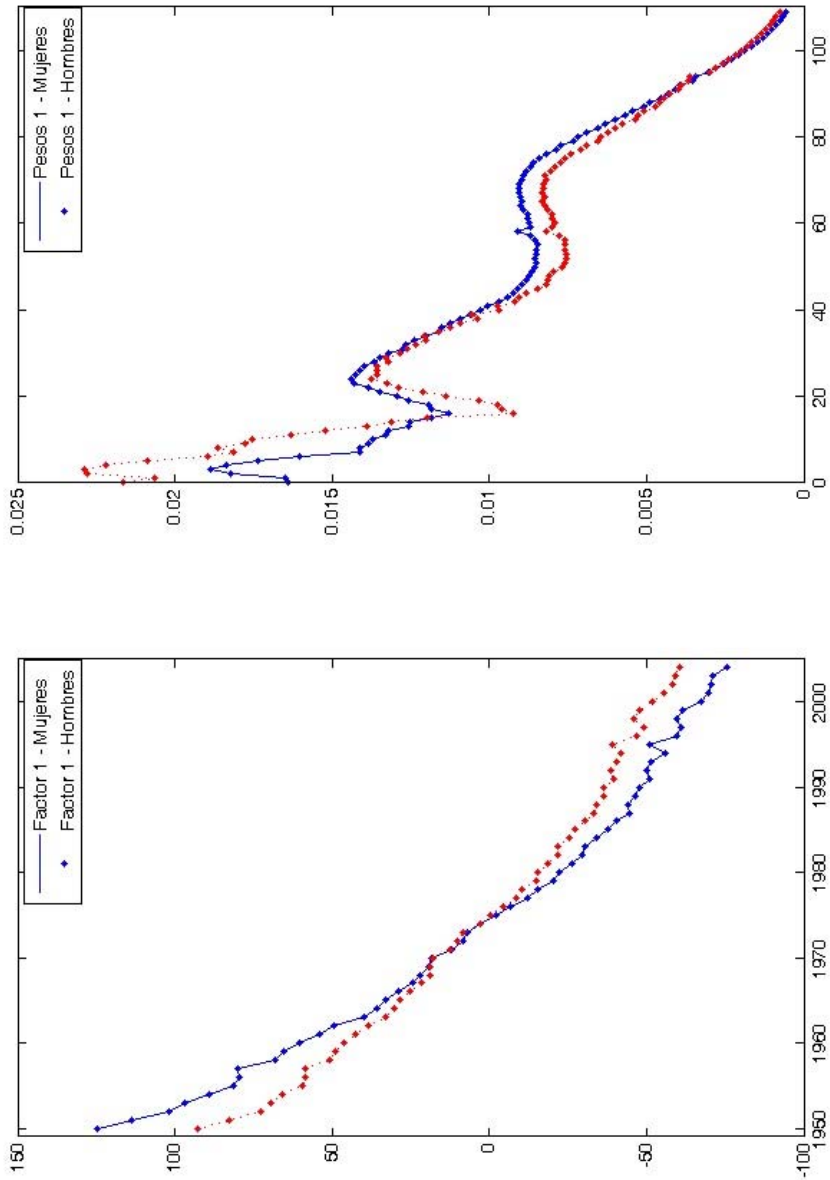 150
100
50
0
-50
-100
1950 1960 1970 1980 1990 2000
Factor 1 - Mujeres
Factor 1 - Hombres
0.025
0.02
0.015
0.01
0.005
0
0 20 40 60 80 100
Pesos 1 - Mujeres
Pesos 1 - Hombres